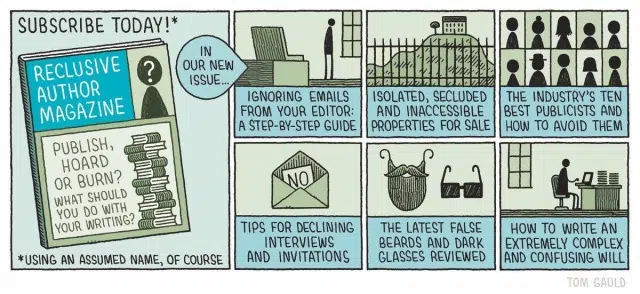 SUBSCRIBE TODAY!*
RECLUSIVE
AUTHOR
MAGAZINE
?
PUBLISH,
HOARD
OR BURN?
WHAT SHOULD
YOU DO WITH
YOUR WRITING?
*USING AN ASSUMED NAME, OF COURSE
IN
OUR NEW
ISSUE...
IGNORING EMAILS
FROM YOUR EDITOR:
A STEP-BY-STEP GUIDE
ISOLATED, SECLUDED
AND INACCESSIBLE
PROPERTIES FOR SALE
THE INDUSTRY'S TEN
BEST PUBLICISTS AND
HOW TO AVOID THEM
NO
TIPS FOR DECLINING
INTERVIEWS
AND INVITATIONS
THE LATEST FALSE
BEARDS AND DARK
GLASSES REVIEWED
HOW TO WRITE AN
EXTREMELY COMPLEX
AND CONFUSING WILL
TOM GAULD